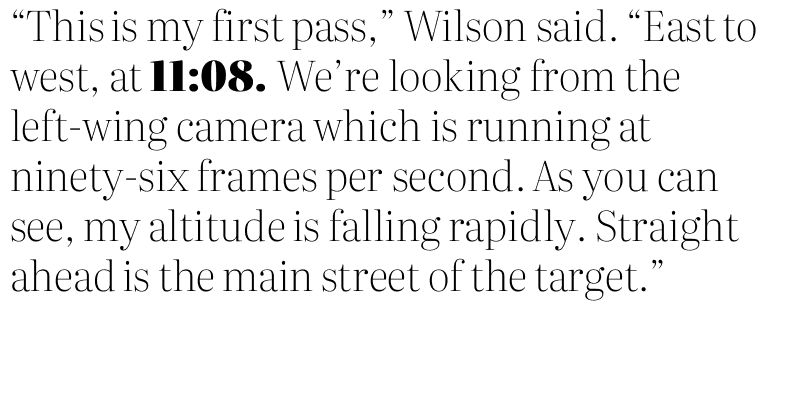 “This is my first pass,” Wilson said. “East to
west, at 11:08. We’re looking from the
left-wing camera which is running at
ninety-six frames per second. As you can
see, my altitude is falling rapidly. Straight
ahead is the main street of the target.”